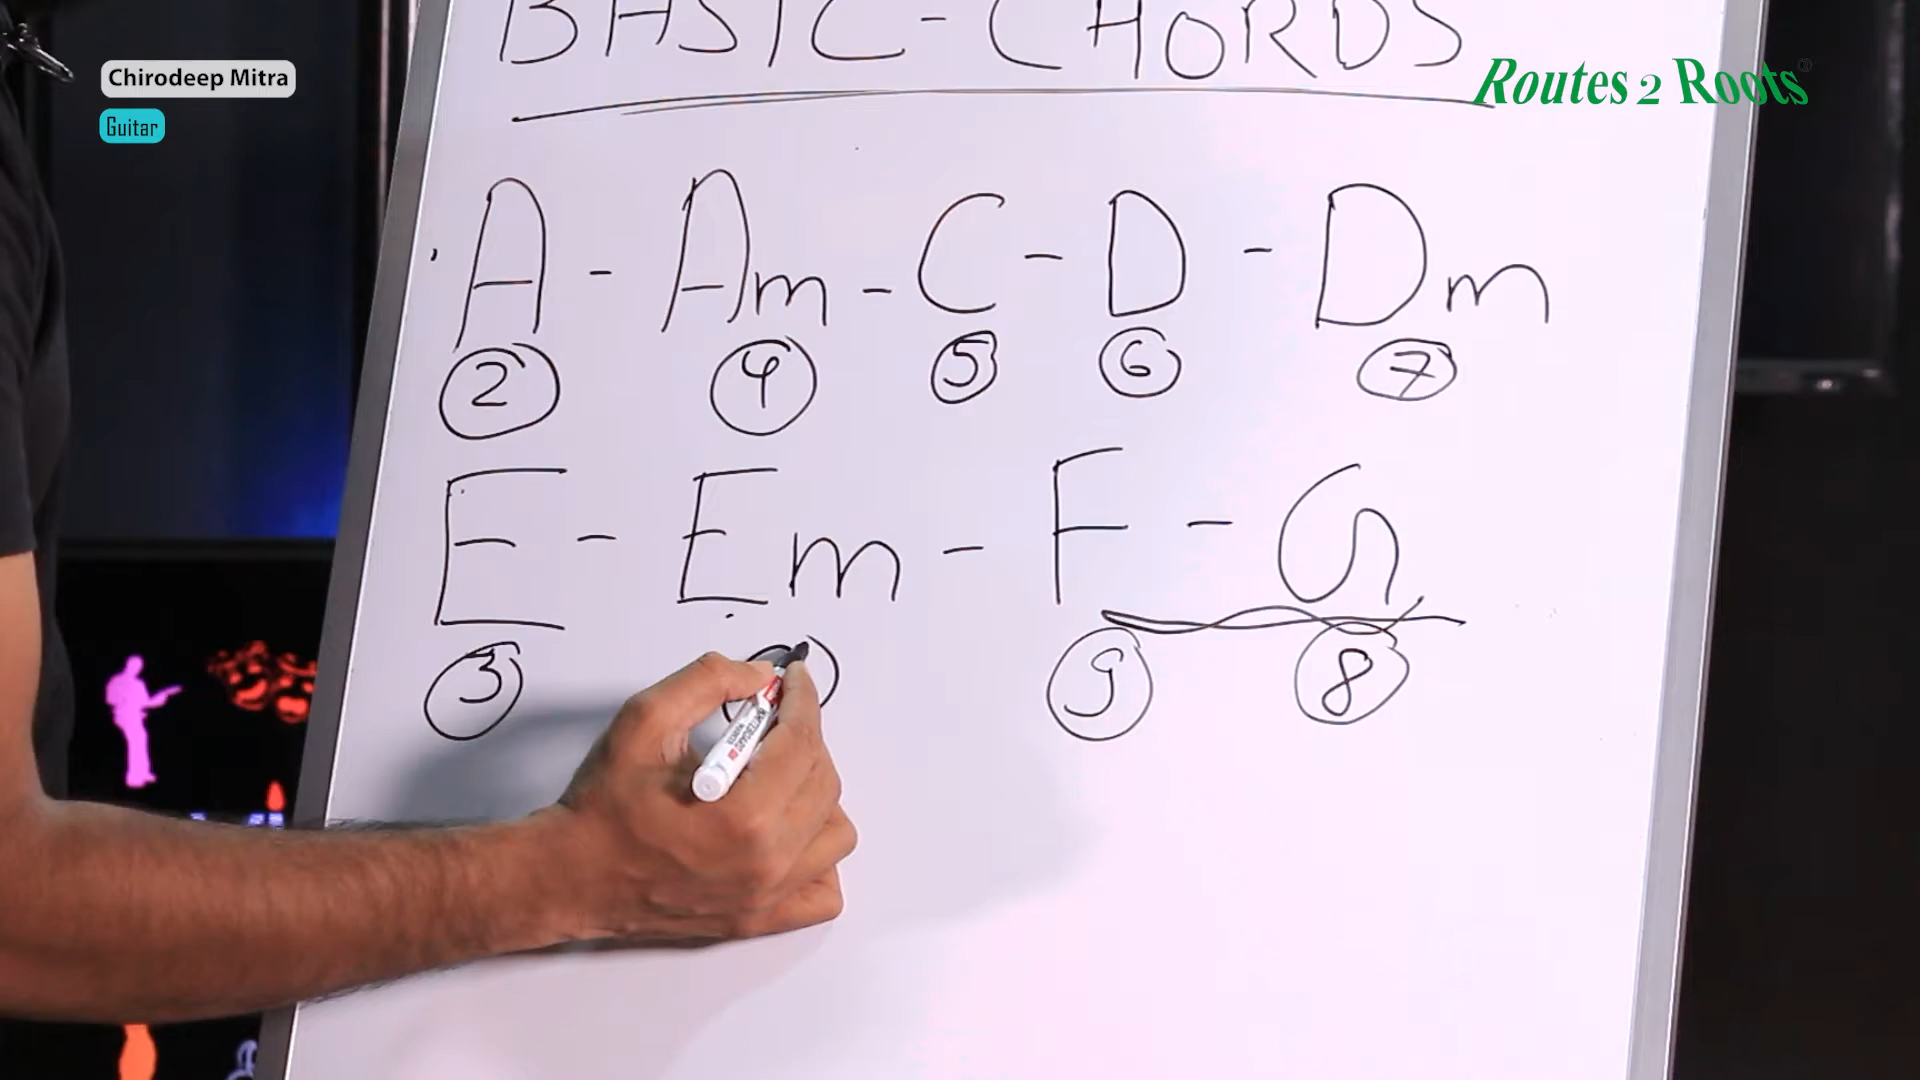 BASIC-CHORDS
Chirodeep Mitra
Guitar
Routes 2 Roots®
A - Am - C - D - Dm
2 4 5 6 7
E - Em - F - G
3 9 8